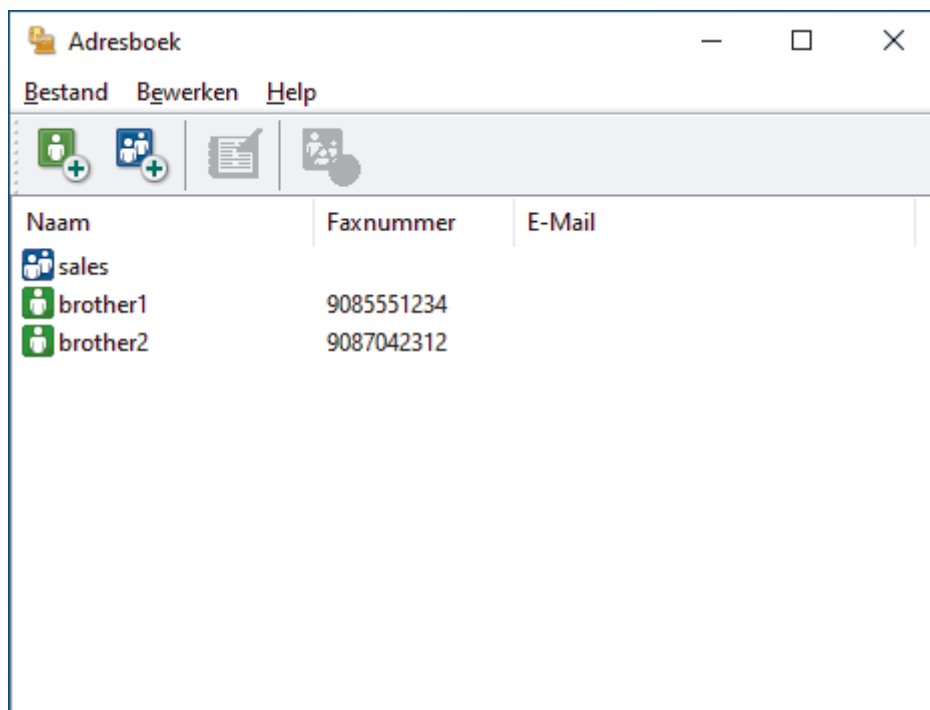 Adresboek
Bestand Bewerken Help
Naam Faxnummer E-Mail
sales
brother1 9085551234
brother2 9087042312